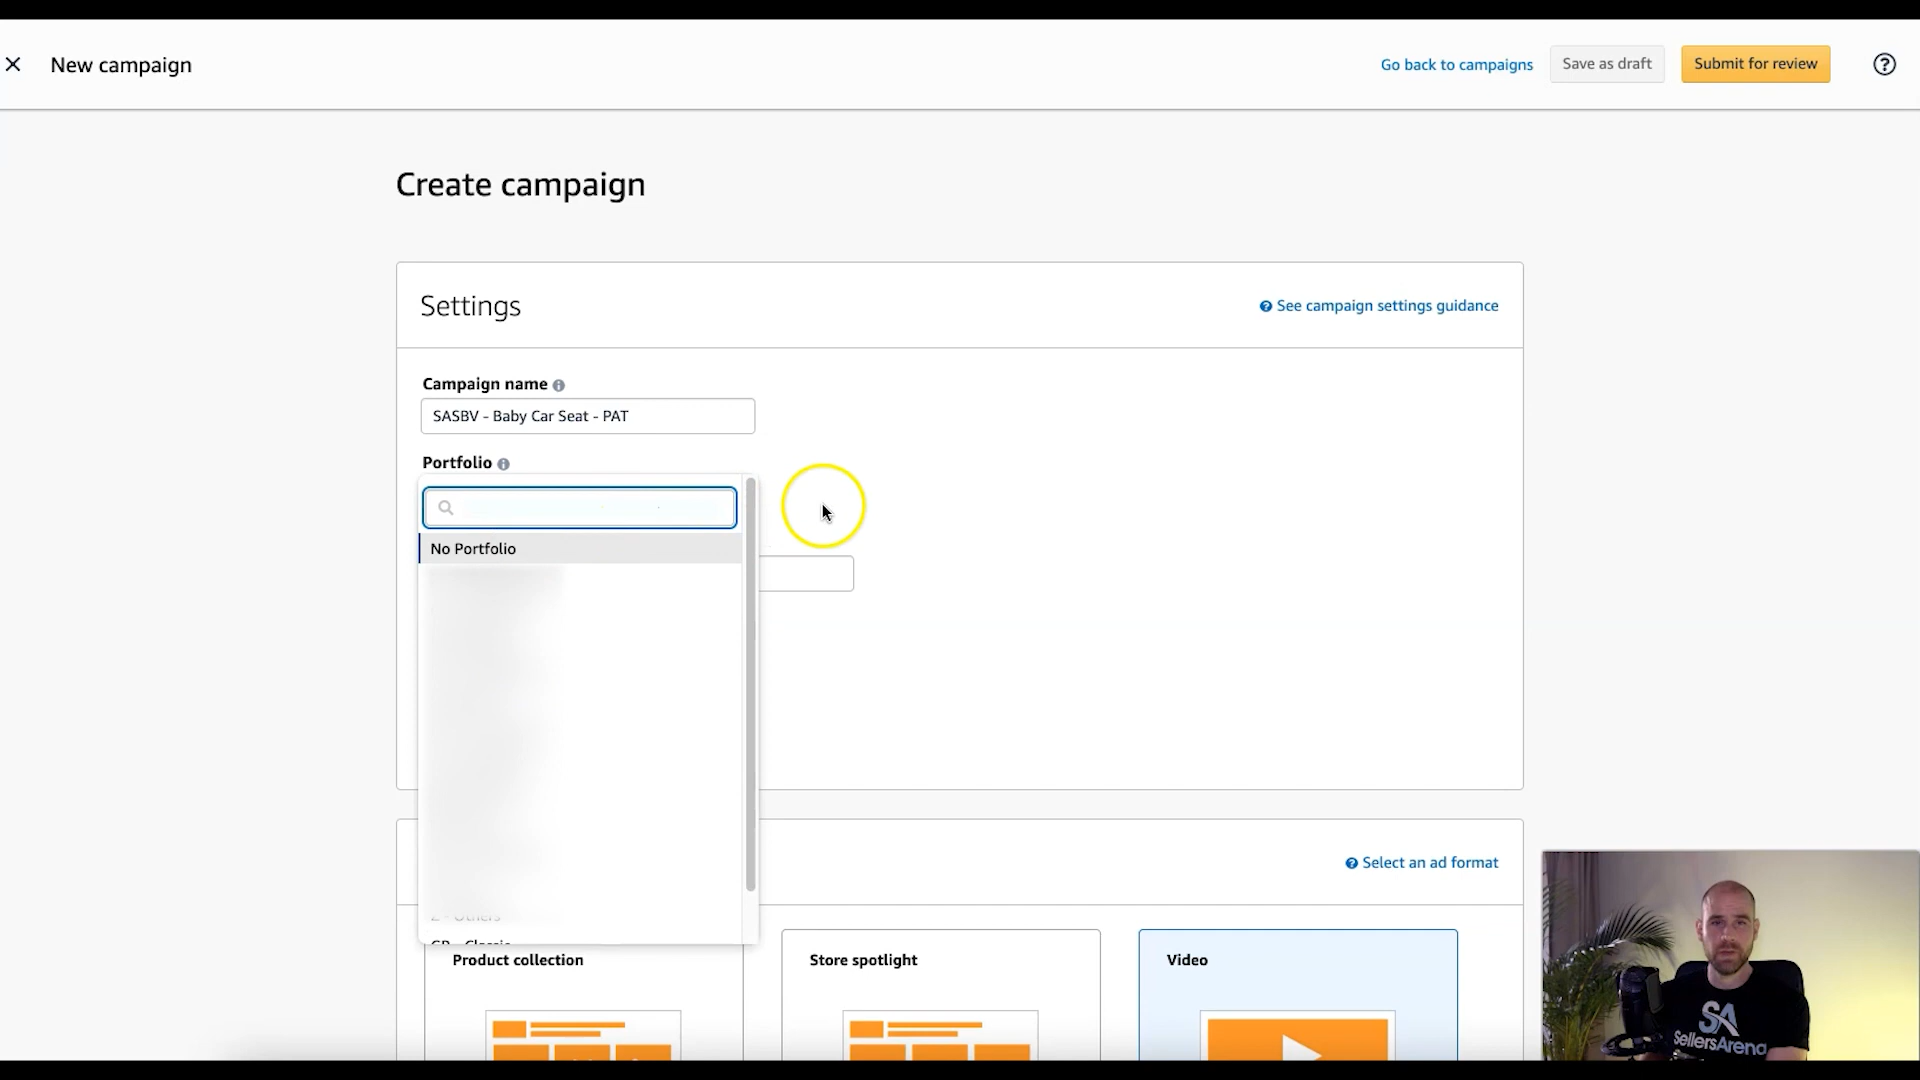 New campaign
Go back to campaigns
Save as draft
Submit for review
Create campaign
Settings
See campaign settings guidance
Campaign name
SASBV - Baby Car Seat - PAT
Portfolio
No Portfolio
Select an ad format
Product collection
Store spotlight
Video
SA
SellersArena